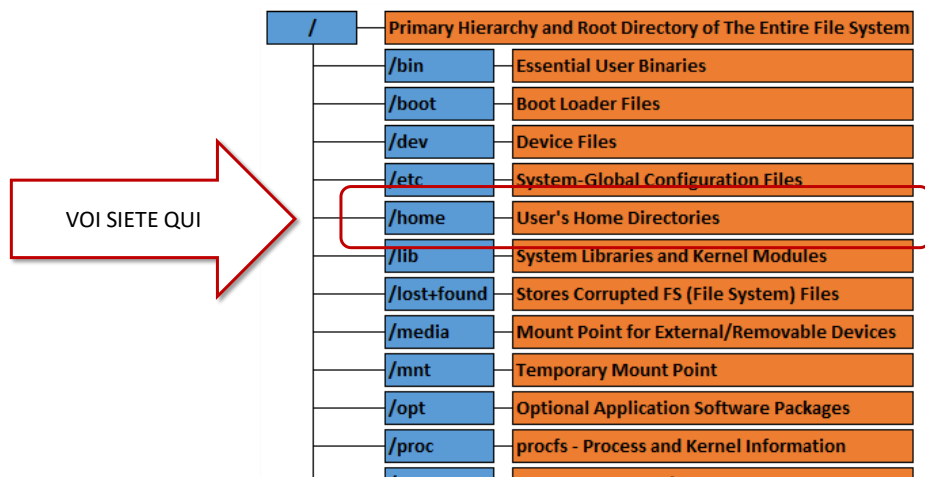 / Primary Hierarchy and Root Directory of The Entire File System
/bin Essential User Binaries
/boot Boot Loader Files
/dev Device Files
/etc System-Global Configuration Files
VOI SIETE QUI
/home User's Home Directories
/lib System Libraries and Kernel Modules
/lost+found Stores Corrupted FS (File System) Files
/media Mount Point for External/Removable Devices
/mnt Temporary Mount Point
/opt Optional Application Software Packages
/proc procfs - Process and Kernel Information